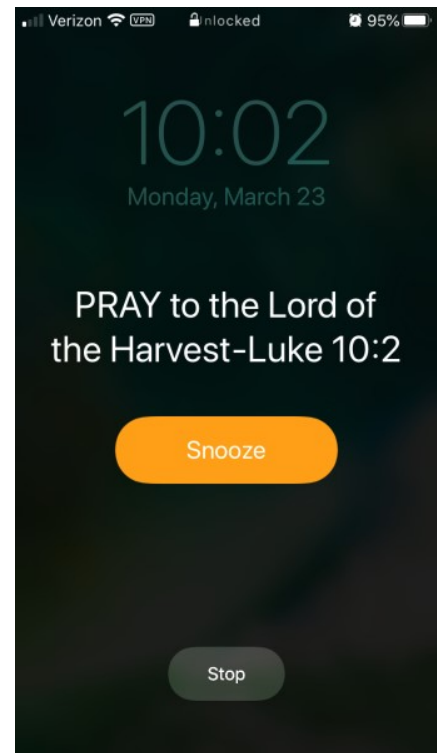 Verizon VPN Unlocked 95%
10:02
Monday, March 23
PRAY to the Lord of
the Harvest-Luke 10:2
Snooze
Stop